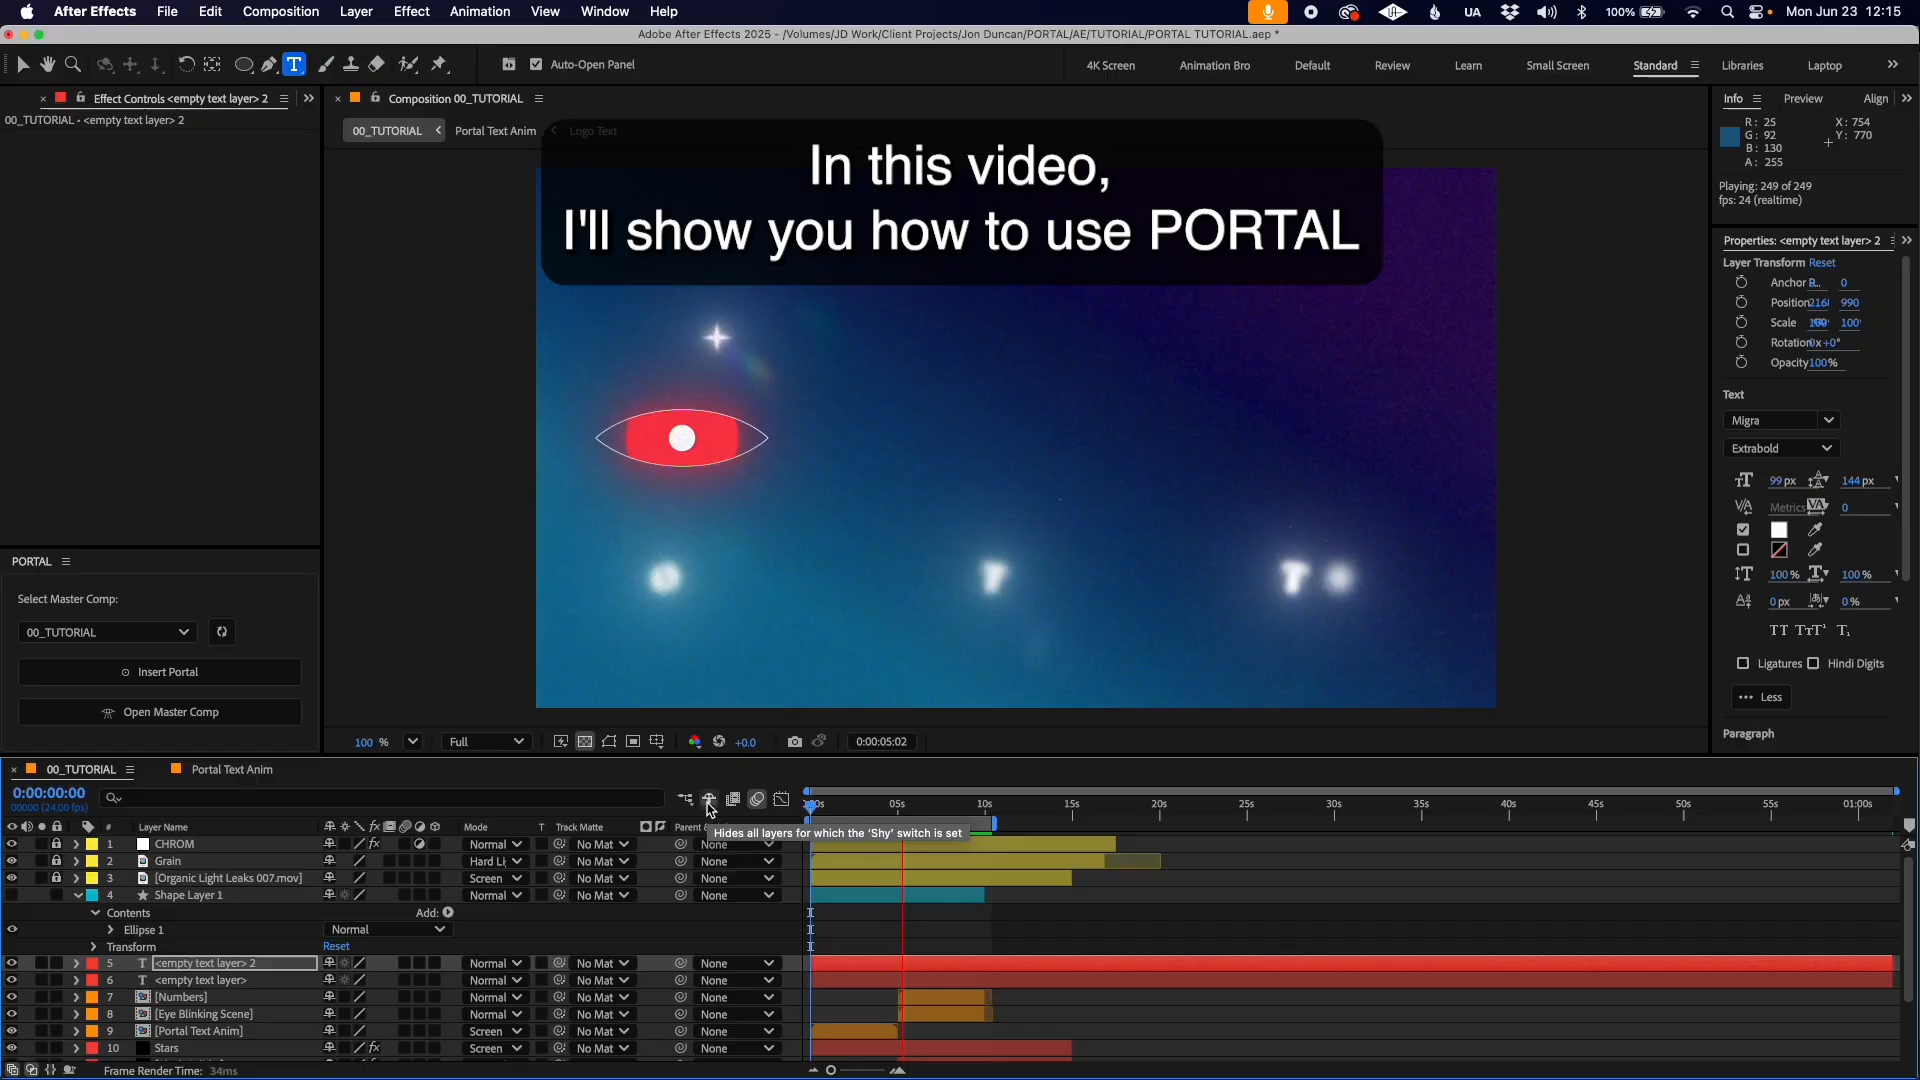 After Effects File Edit Composition Layer Effect Animation View Window Help UA 100% Mon Jun 23 12:15
Adobe After Effects 2025 - /Volumes/JD Work/Client Projects/Jon Duncan/PORTAL/AE/TUTORIAL/PORTAL TUTORIAL.aep *
Auto-Open Panel 4K Screen Animation Bro Default Review Learn Small Screen Standard Libraries Laptop
Effect Controls <empty text layer> 2
00_TUTORIAL • <empty text layer> 2
Composition 00_TUTORIAL
00_TUTORIAL Portal Text Anim Logo Text
In this video,
I'll show you how to use PORTAL
Info Preview Align
R: 25 X: 754
G: 92 Y: 770
B: 130
A: 255
Playing: 249 of 249
fps: 24 (realtime)
Properties: <empty text layer> 2
Layer Transform Reset
Anchor 0
Position 990
Scale 100
Rotation 0x+0°
Opacity 100%
Text
Migra
Extrabold
99 px 144 px
Metrics 0
100 % 100 %
0 px 0 %
TT
Ligatures Hindi Digits
Less
Paragraph
PORTAL
Select Master Comp:
00_TUTORIAL
Insert Portal
Open Master Comp
100 % Full +0.0 0:00:05:02
00_TUTORIAL Portal Text Anim
0:00:00:00
00000 (24.00 fps)
05s 10s 15s 20s 25s 30s 35s 40s 45s 50s 55s 01:00s
# Layer Name fx Mode T Track Matte
Hides all layers for which the 'Shy' switch is set
1 CHROM fx Normal No Mat None
2 Grain No Mat None
3 [Organic Light Leaks 007.mov] Screen No Mat None
4 Shape Layer 1 Normal No Mat None
Contents Add:
Ellipse 1 Normal
Transform Reset
5 T <empty text layer> 2 Normal No Mat None
6 T <empty text layer> Normal No Mat None
7 [Numbers] Normal No Mat None
8 [Eye Blinking Scene] Normal No Mat None
9 [Portal Text Anim] Screen No Mat None
10 Stars fx Screen No Mat None
Frame Render Time: 34ms